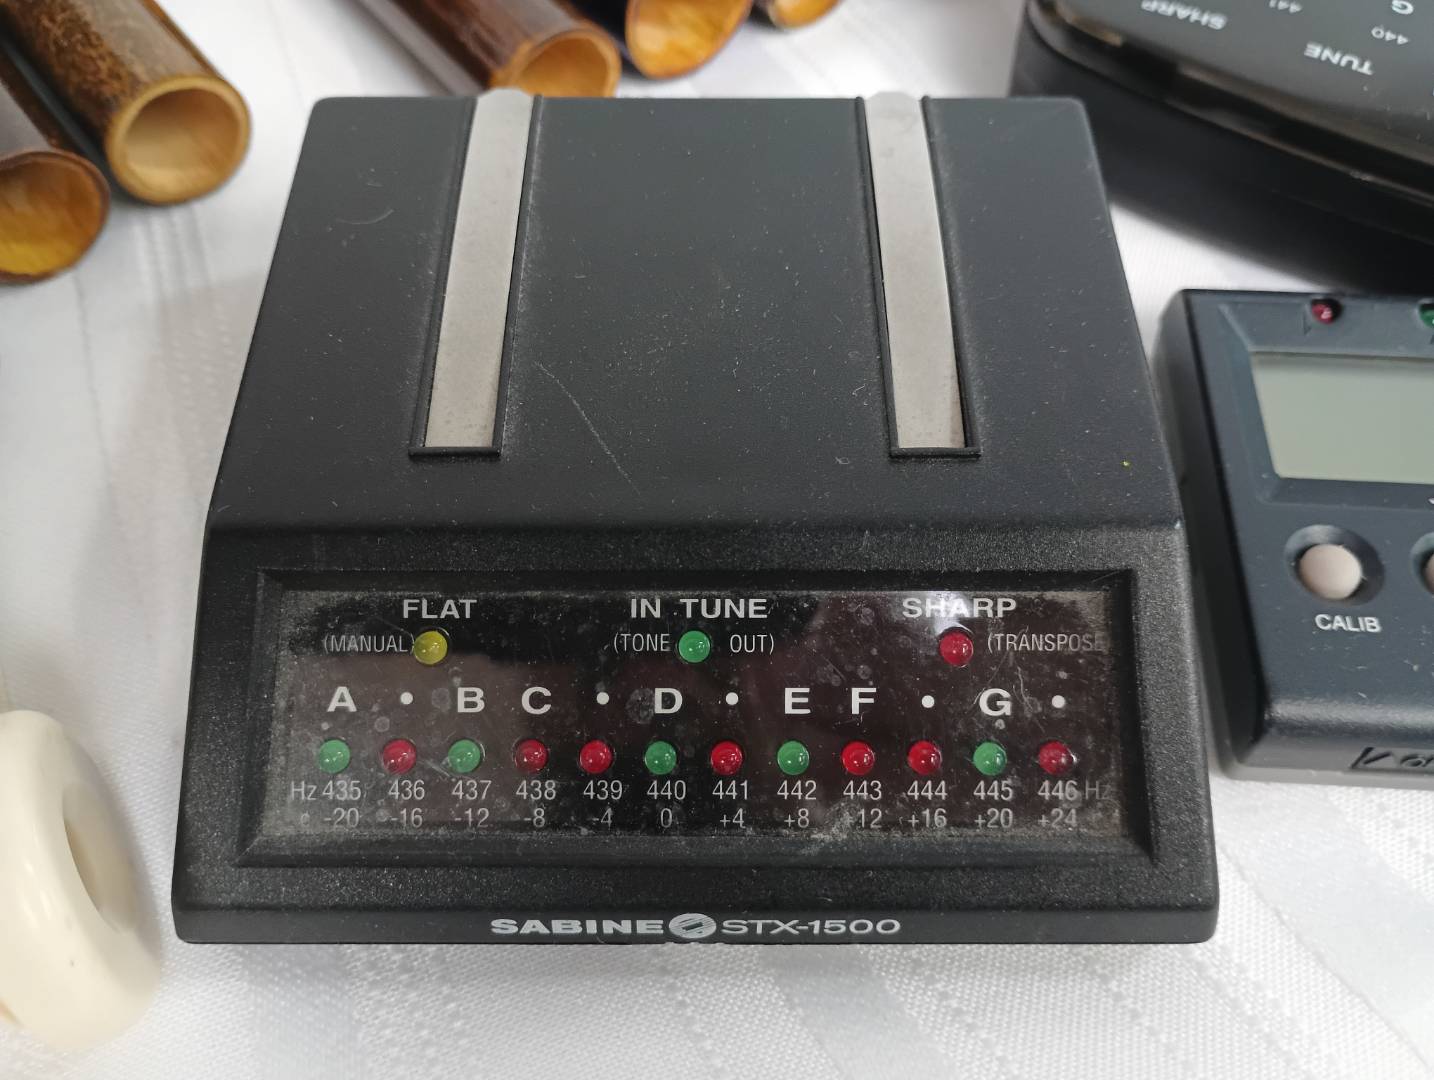 FLAT IN TUNE SHARP
(MANUAL) (TONE OUT) (TRANSPOSE
A • B C • D • E F • G •
Hz 435 436 437 438 439 440 441 442 443 444 445 446 Hz
¢ -20 -16 -12 -8 -4 0 +4 +8 +12 +16 +20 +24 ¢
SABINE STX-1500
CALIB
TUNE
SHARP
440
441
G